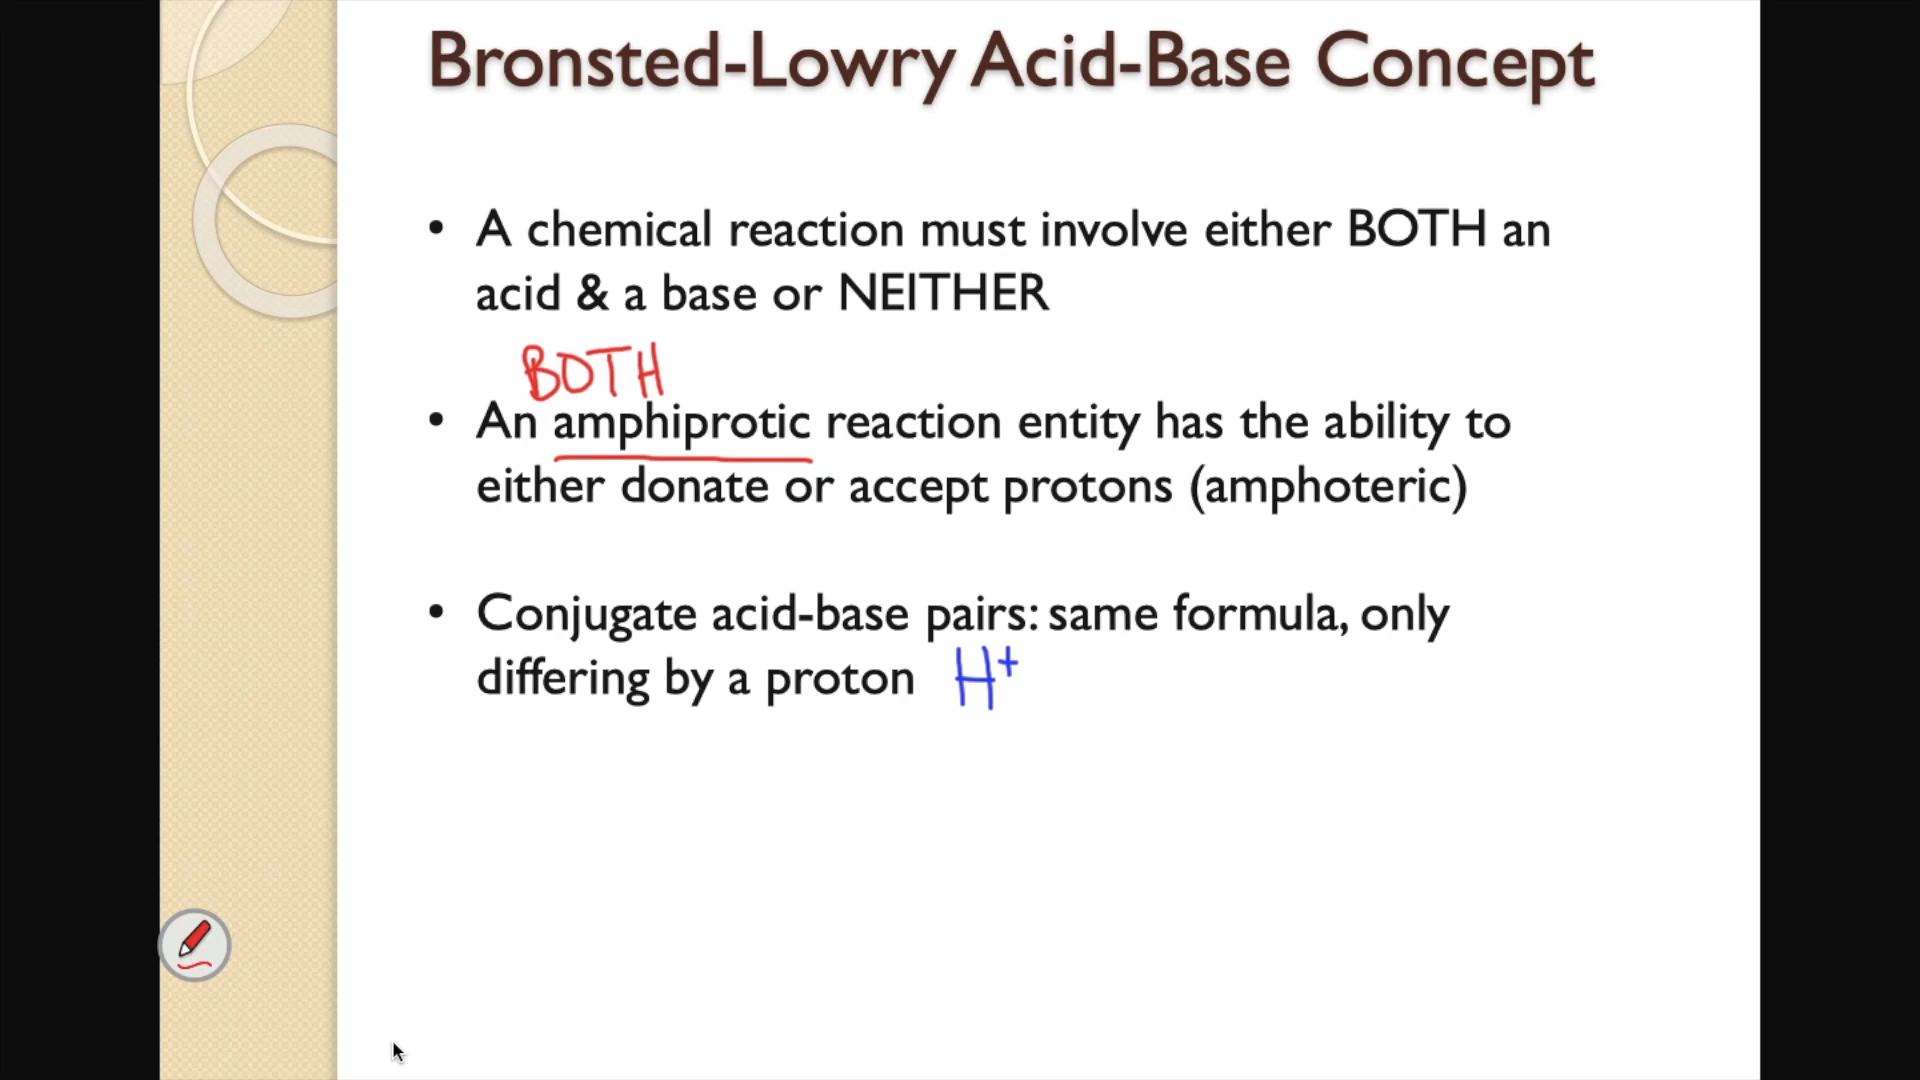 Bronsted-Lowry Acid-Base Concept
• A chemical reaction must involve either BOTH an
acid & a base or NEITHER
BOTH
• An amphiprotic reaction entity has the ability to
either donate or accept protons (amphoteric)
• Conjugate acid-base pairs: same formula, only
differing by a proton H⁺